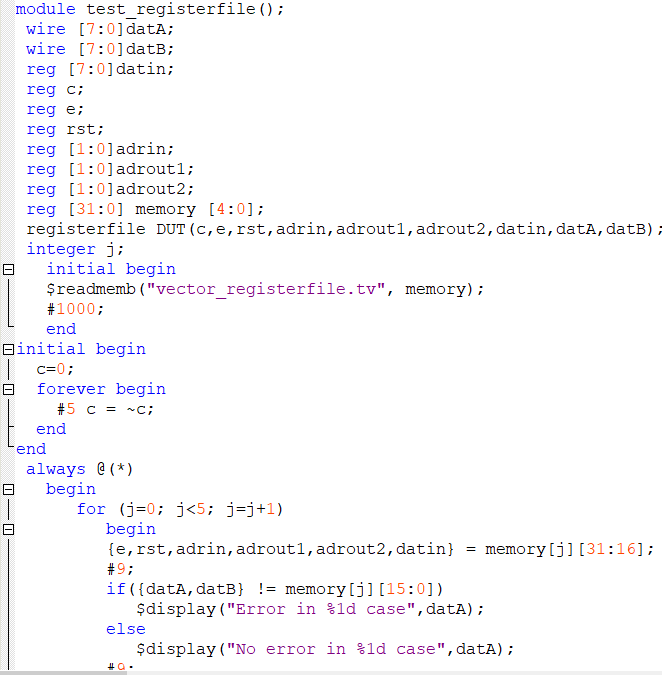 module test_registerfile();
wire [7:0]datA;
wire [7:0]datB;
reg [7:0]datin;
reg c;
reg e;
reg rst;
reg [1:0]adrin;
reg [1:0]adrout1;
reg [1:0]adrout2;
reg [31:0] memory [4:0];
registerfile DUT(c,e,rst,adrin,adrout1,adrout2,datin,datA,datB);
integer j;
initial begin
$readmemb("vector_registerfile.tv", memory);
#1000;
end
initial begin
c=0;
forever begin
#5 c = ~c;
end
end
always @(*)
begin
for (j=0; j<5; j=j+1)
begin
{e,rst,adrin,adrout1,adrout2,datin} = memory[j][31:16];
#9;
if({datA,datB} != memory[j][15:0])
$display("Error in %1d case",datA);
else
$display("No error in %1d case",datA);
#9;